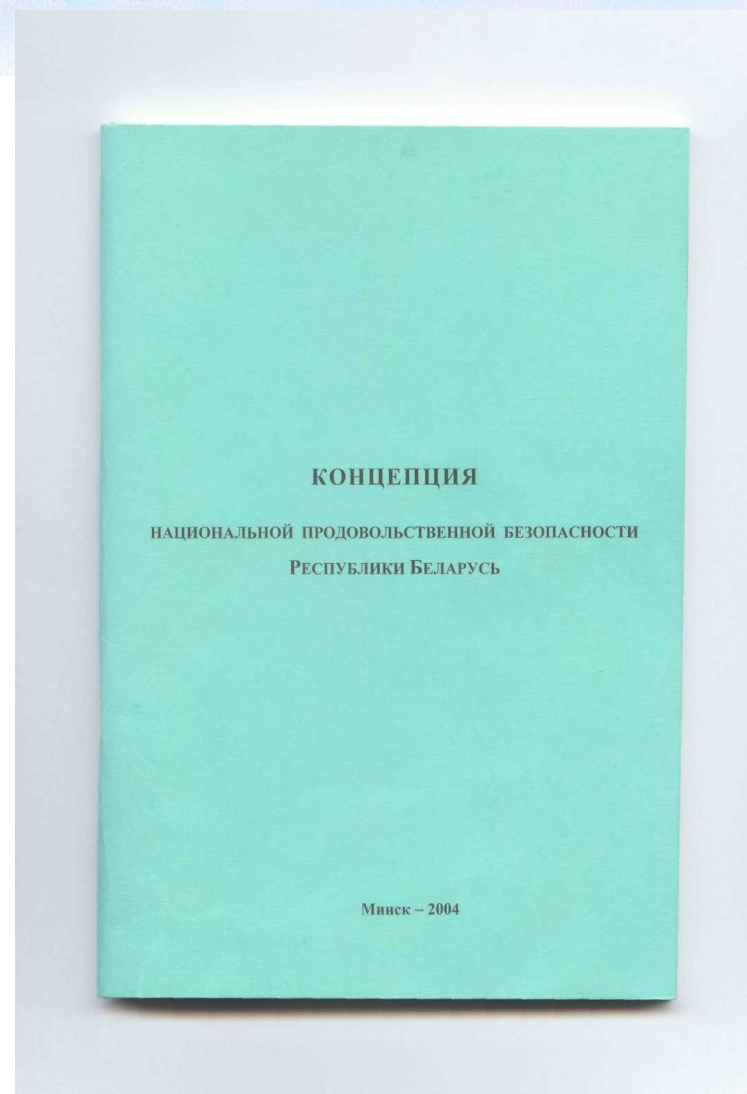 КОНЦЕПЦИЯ
НАЦИОНАЛЬНОЙ ПРОДОВОЛЬСТВЕННОЙ БЕЗОПАСНОСТИ
РЕСПУБЛИКИ БЕЛАРУСЬ
Минск – 2004